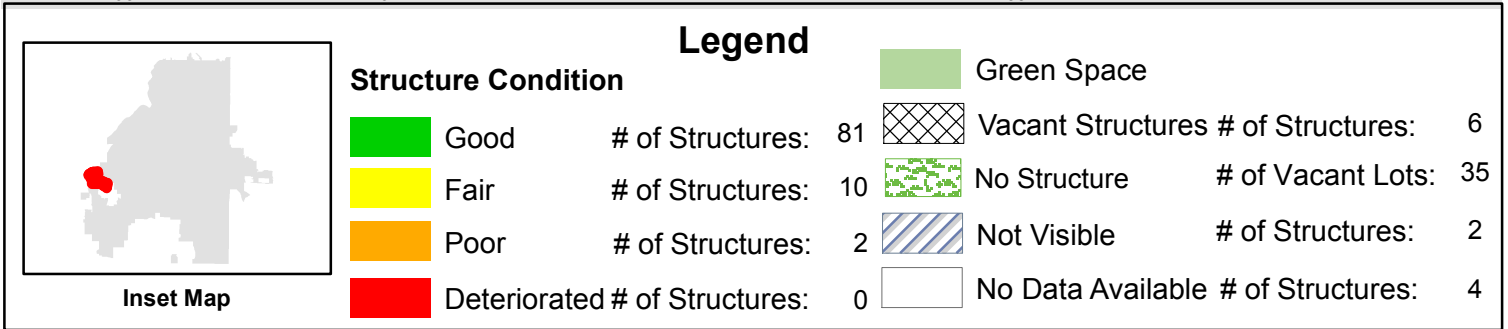 Legend
Inset Map
Structure Condition
Good # of Structures: 81
Fair # of Structures: 10
Poor # of Structures: 2
Deteriorated # of Structures: 0
Green Space
Vacant Structures # of Structures: 6
No Structure # of Vacant Lots: 35
Not Visible # of Structures: 2
No Data Available # of Structures: 4